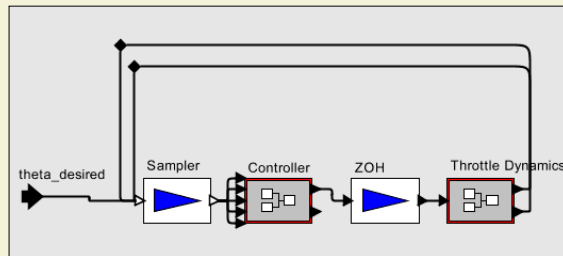 theta_desired
Sampler
Controller
ZOH
Throttle Dynamics